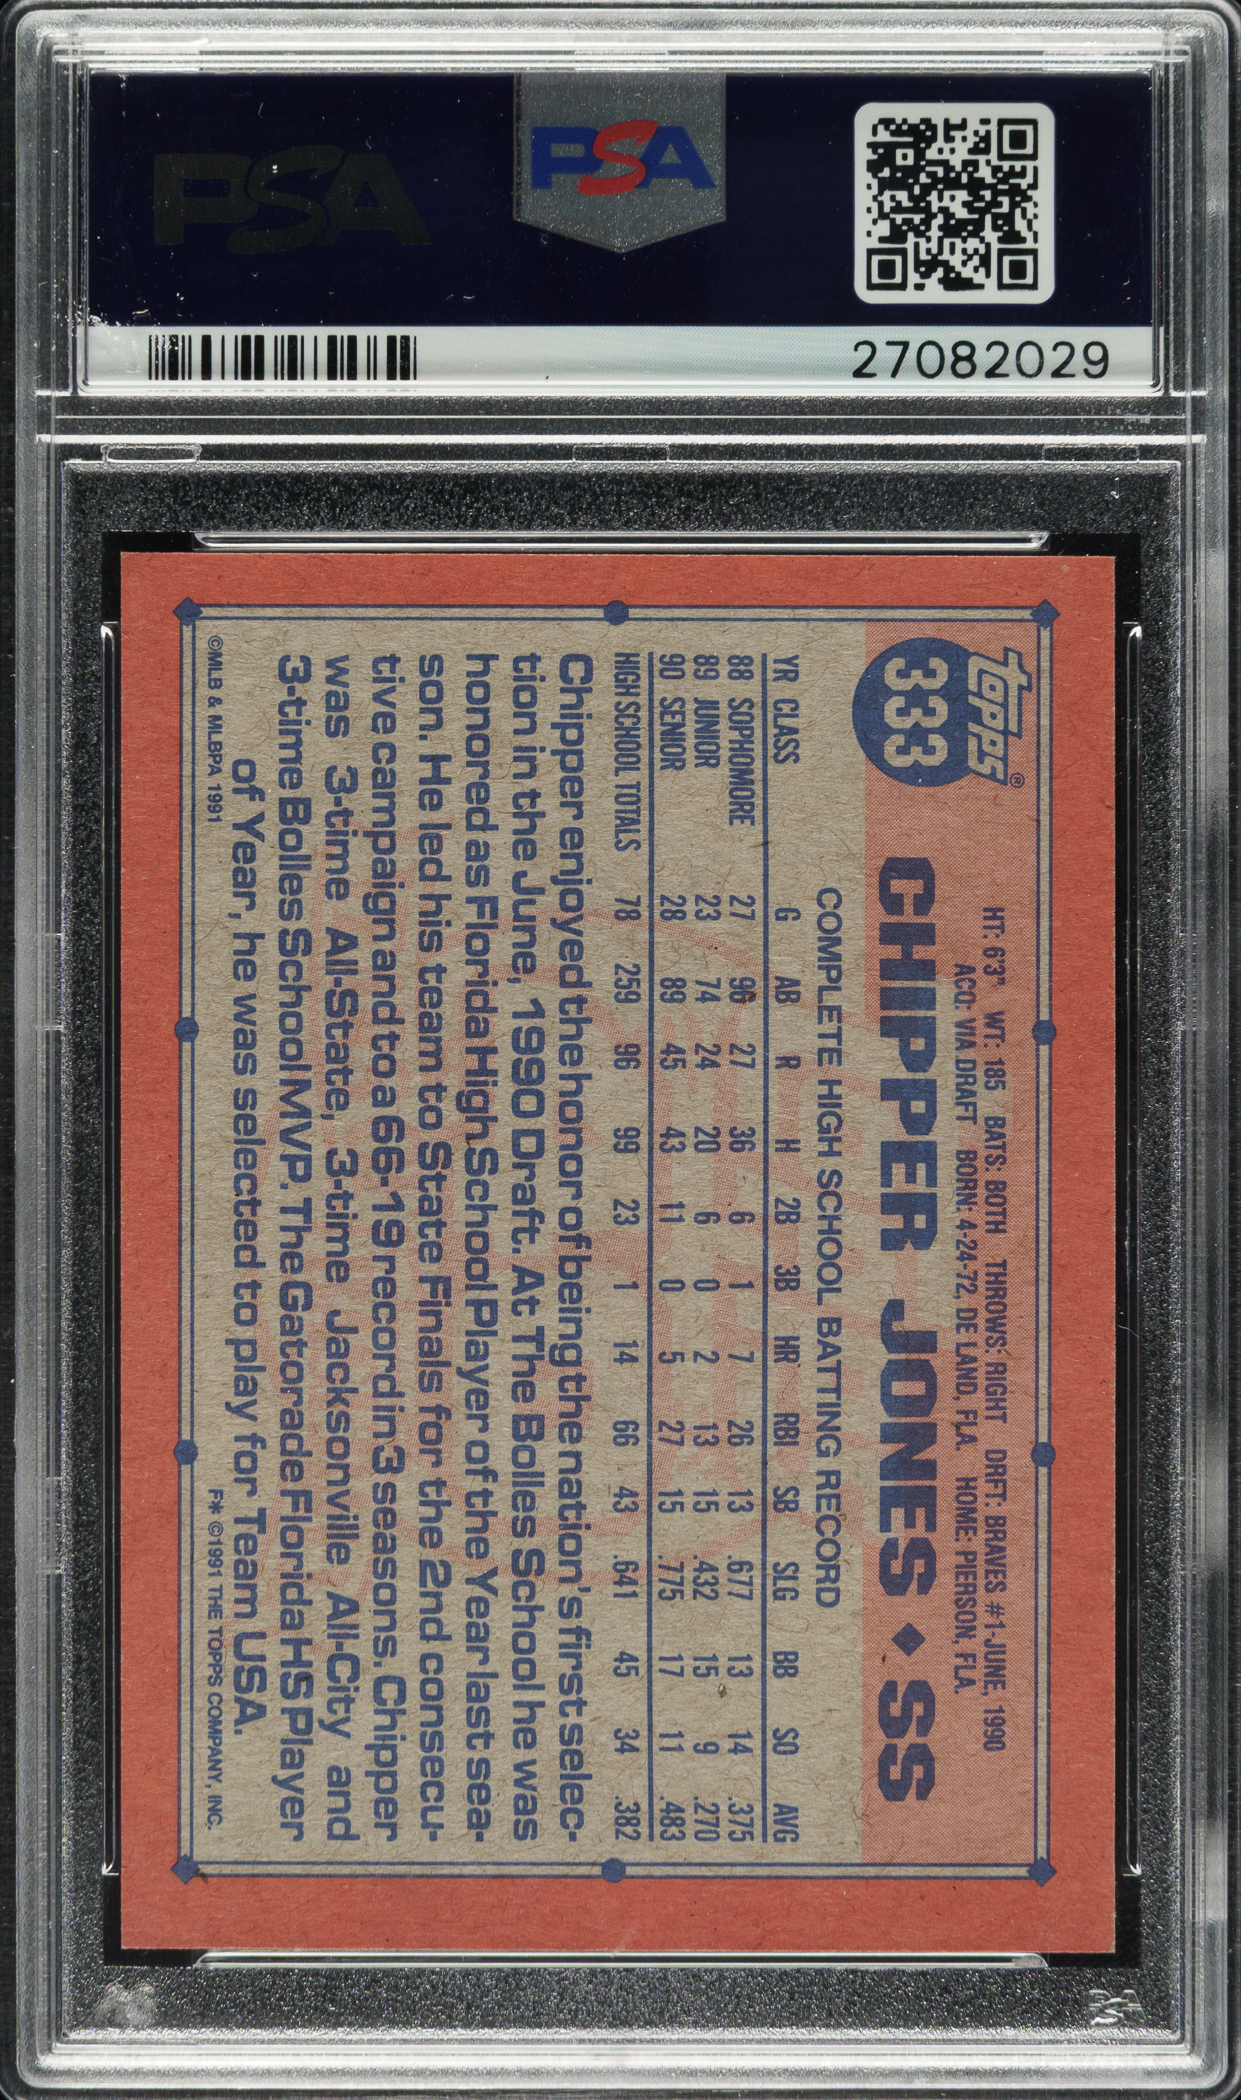 PSA
PSA
27082029
topps®
333
HT: 6'3" WT: 185 BATS: BOTH THROWS: RIGHT DRFT: BRAVES #1-JUNE, 1990
ACQ: VIA DRAFT BORN: 4-24-72, DE LAND, FLA. HOME: PIERSON, FLA.
CHIPPER JONES ♦ SS
COMPLETE HIGH SCHOOL BATTING RECORD
YR CLASS G AB R H 2B 3B HR RBI SB SLG BB SO AVG
88 SOPHOMORE 27 96 27 36 6 1 7 26 13 .677 13 14 .375
89 JUNIOR 23 74 24 20 6 0 2 13 15 .432 15 9 .270
90 SENIOR 28 89 45 43 11 0 5 27 15 .775 17 11 .483
HIGH SCHOOL TOTALS 78 259 96 99 23 1 14 66 43 .641 45 34 .382
Chipper enjoyed the honor of being the nation's first selec-
tion in the June, 1990 Draft. At The Bolles School he was
honored as Florida High School Player of the Year last sea-
son. He led his team to State Finals for the 2nd consecu-
tive campaign and to a 66-19 record in 3 seasons. Chipper
was 3-time All-State, 3-time Jacksonville All-City and
3-time Bolles School MVP. The Gatorade Florida HS Player
of Year, he was selected to play for Team USA.
©MLB & MLBPA 1991 F* ©1991 THE TOPPS COMPANY, INC.
PSA